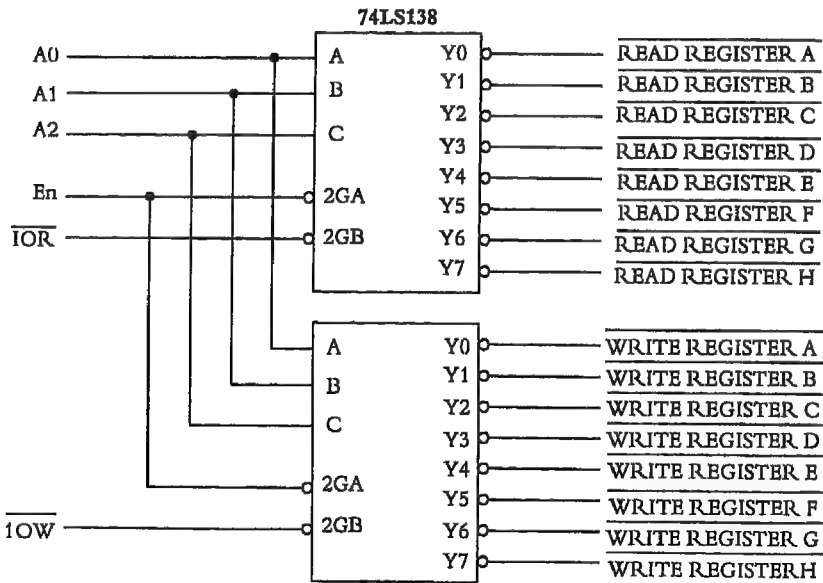 74LS138
A0 A Y0 READ REGISTER A
A1 B Y1 READ REGISTER B
A2 C Y2 READ REGISTER C
Y3 READ REGISTER D
En 2GA Y4 READ REGISTER E
Y5 READ REGISTER F
IOR 2GB Y6 READ REGISTER G
Y7 READ REGISTER H
A Y0 WRITE REGISTER A
B Y1 WRITE REGISTER B
C Y2 WRITE REGISTER C
Y3 WRITE REGISTER D
2GA Y4 WRITE REGISTER E
Y5 WRITE REGISTER F
1OW 2GB Y6 WRITE REGISTER G
Y7 WRITE REGISTERH